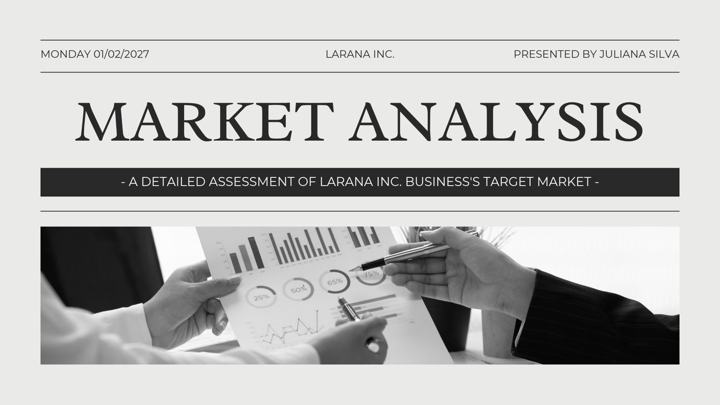 MONDAY 01/02/2027
LARANA INC.
PRESENTED BY JULIANA SILVA
MARKET ANALYSIS
- A DETAILED ASSESSMENT OF LARANA INC. BUSINESS'S TARGET MARKET -
25% 50% 65% 75%